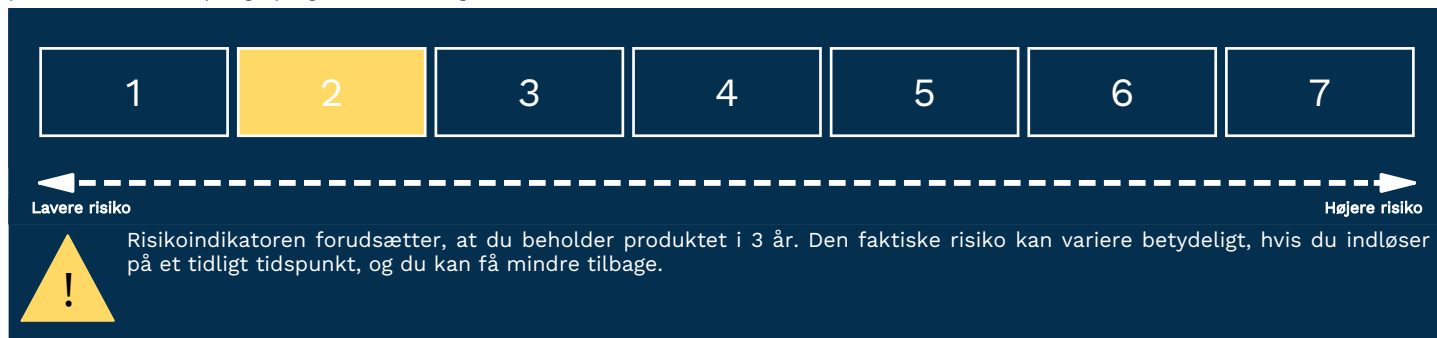 1 2 3 4 5 6 7
Lavere risiko Højere risiko
Risikoindikatoren forudsætter, at du beholder produktet i 3 år. Den faktiske risiko kan variere betydeligt, hvis du indløser
på et tidligt tidspunkt, og du kan få mindre tilbage.
!